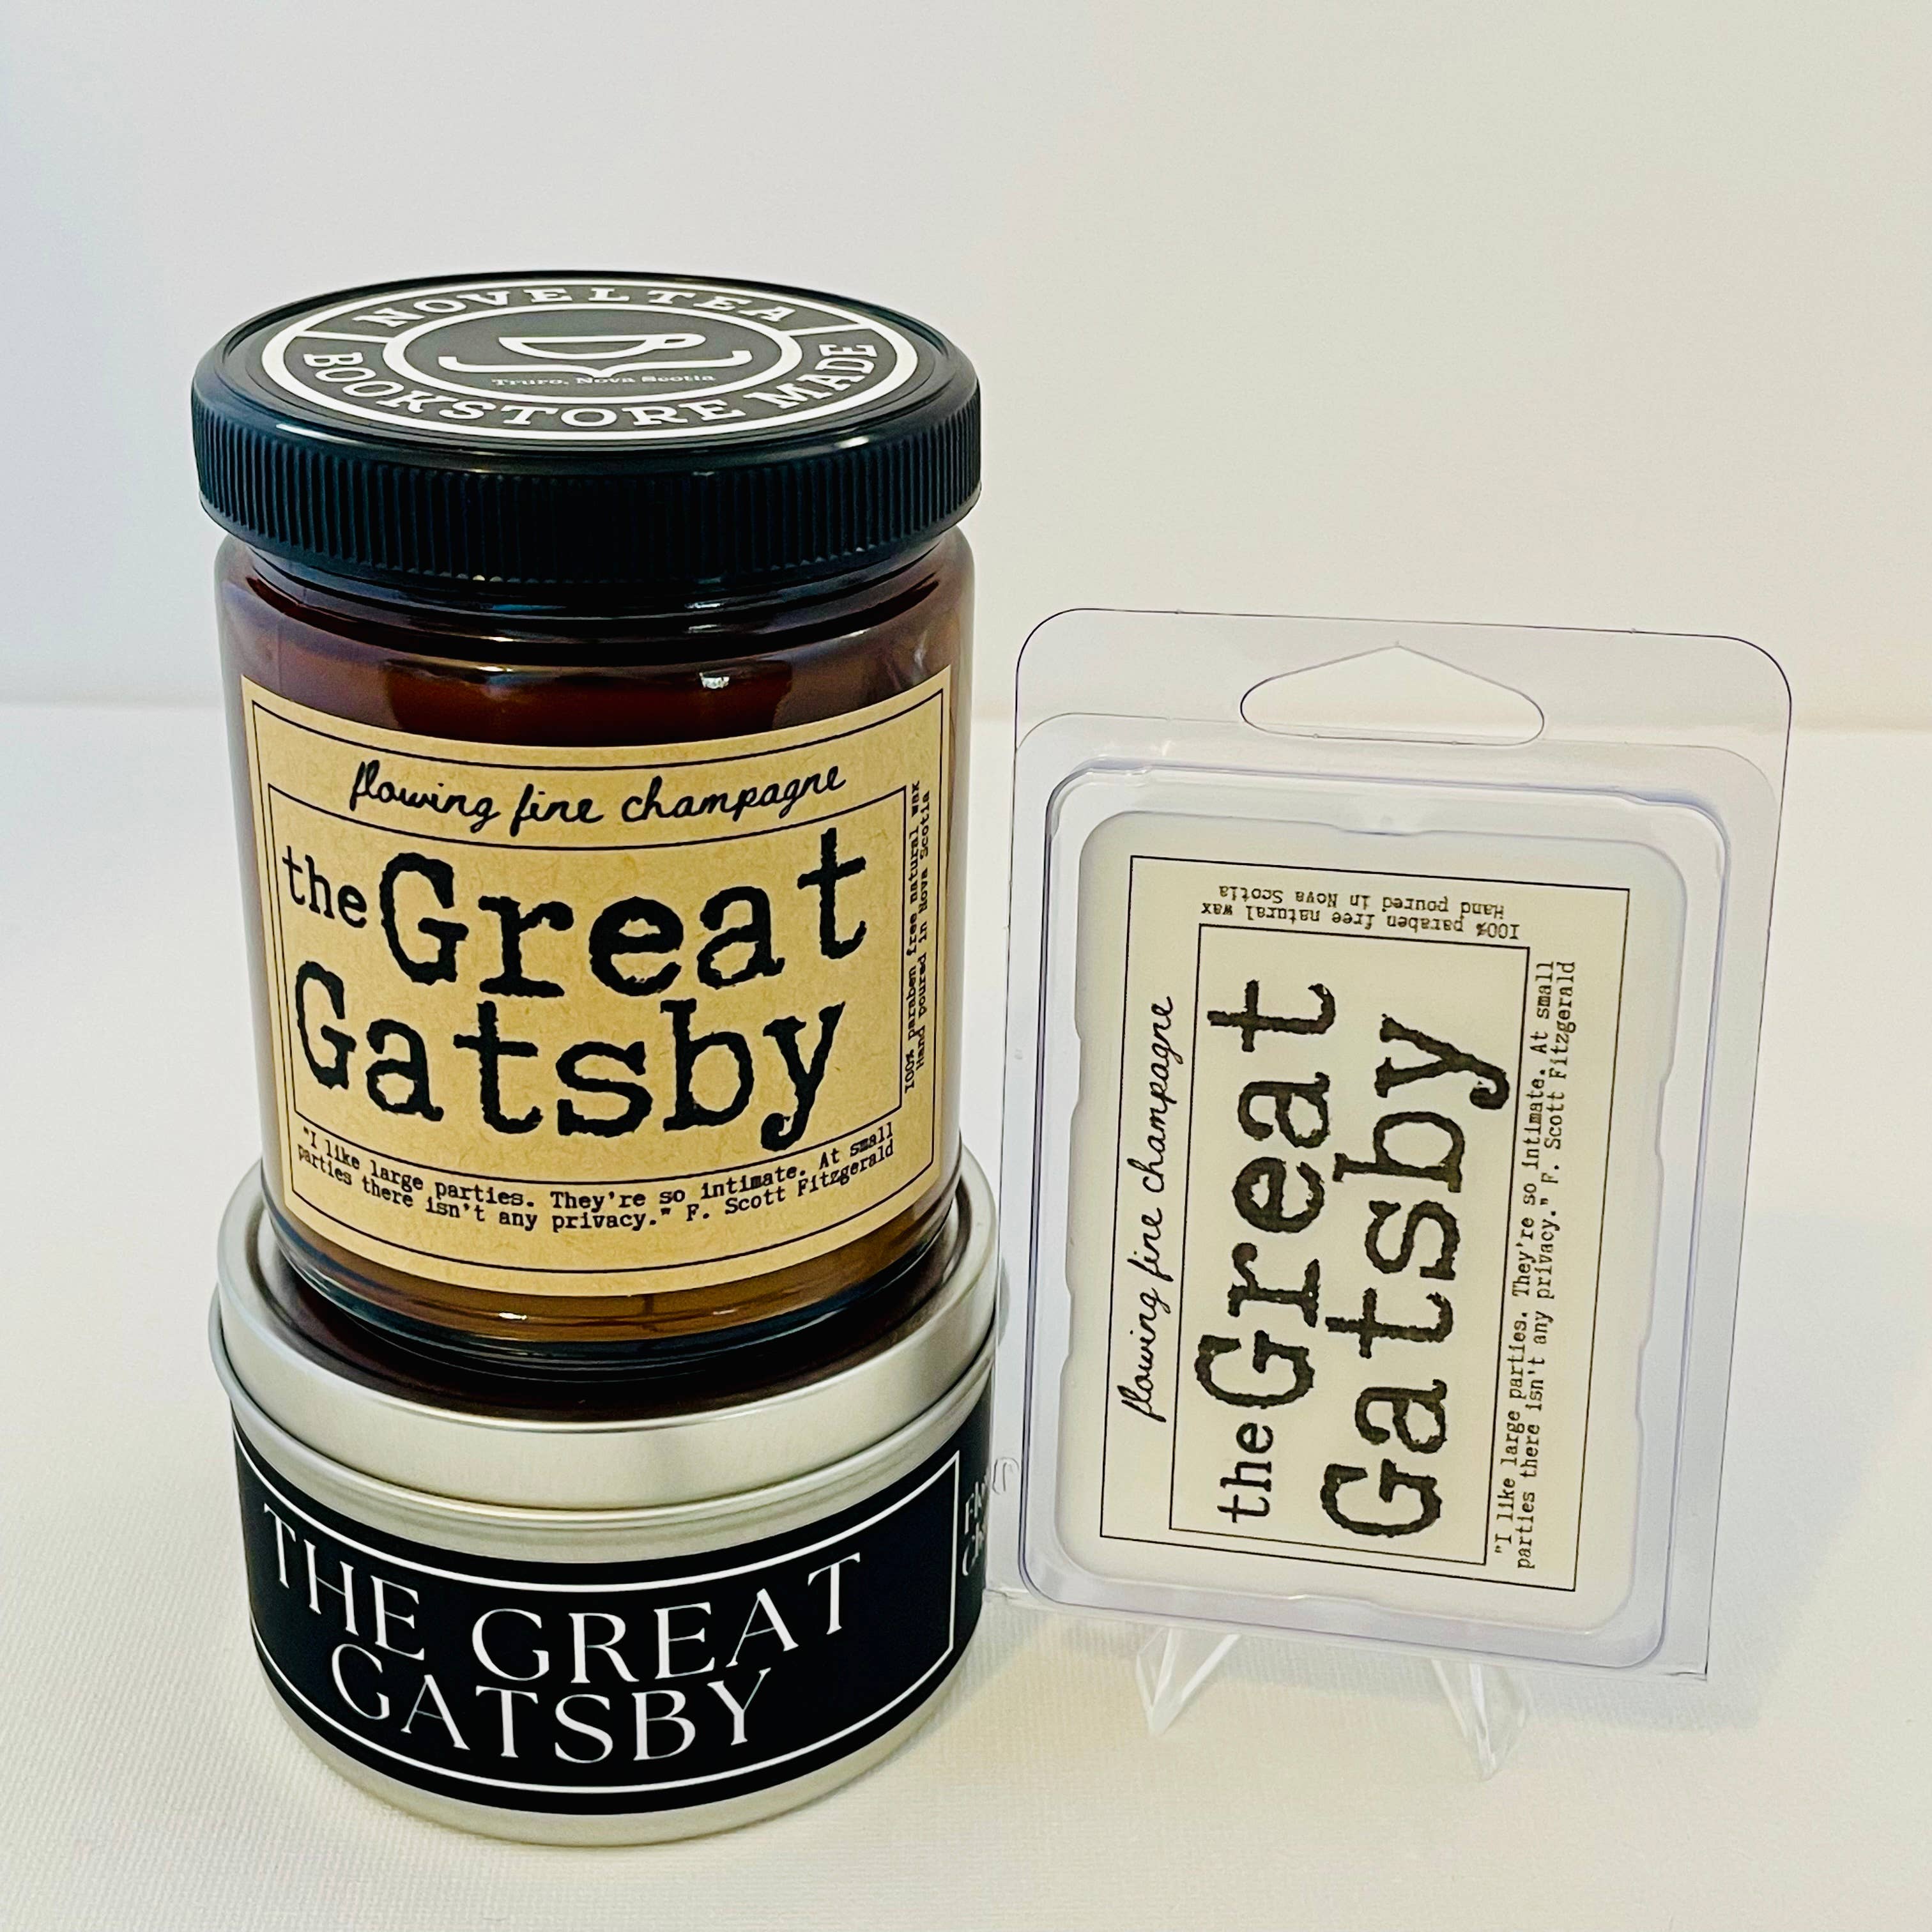 NOVELTEA
Truro, Nova Scotia
BOOKSTORE MADE
flowing fine champagne
the Great
Gatsby
100% paraben free natural wax
Hand poured in Nova Scotia
"I like large parties. They're so intimate. At small
parties there isn't any privacy." F. Scott Fitzgerald
THE GREAT
GATSBY
flowing fine champagne
the Great
Gatsby
100% paraben free natural wax
Hand poured in Nova Scotia
"I like large parties. They're so intimate. At small
parties there isn't any privacy." F. Scott Fitzgerald